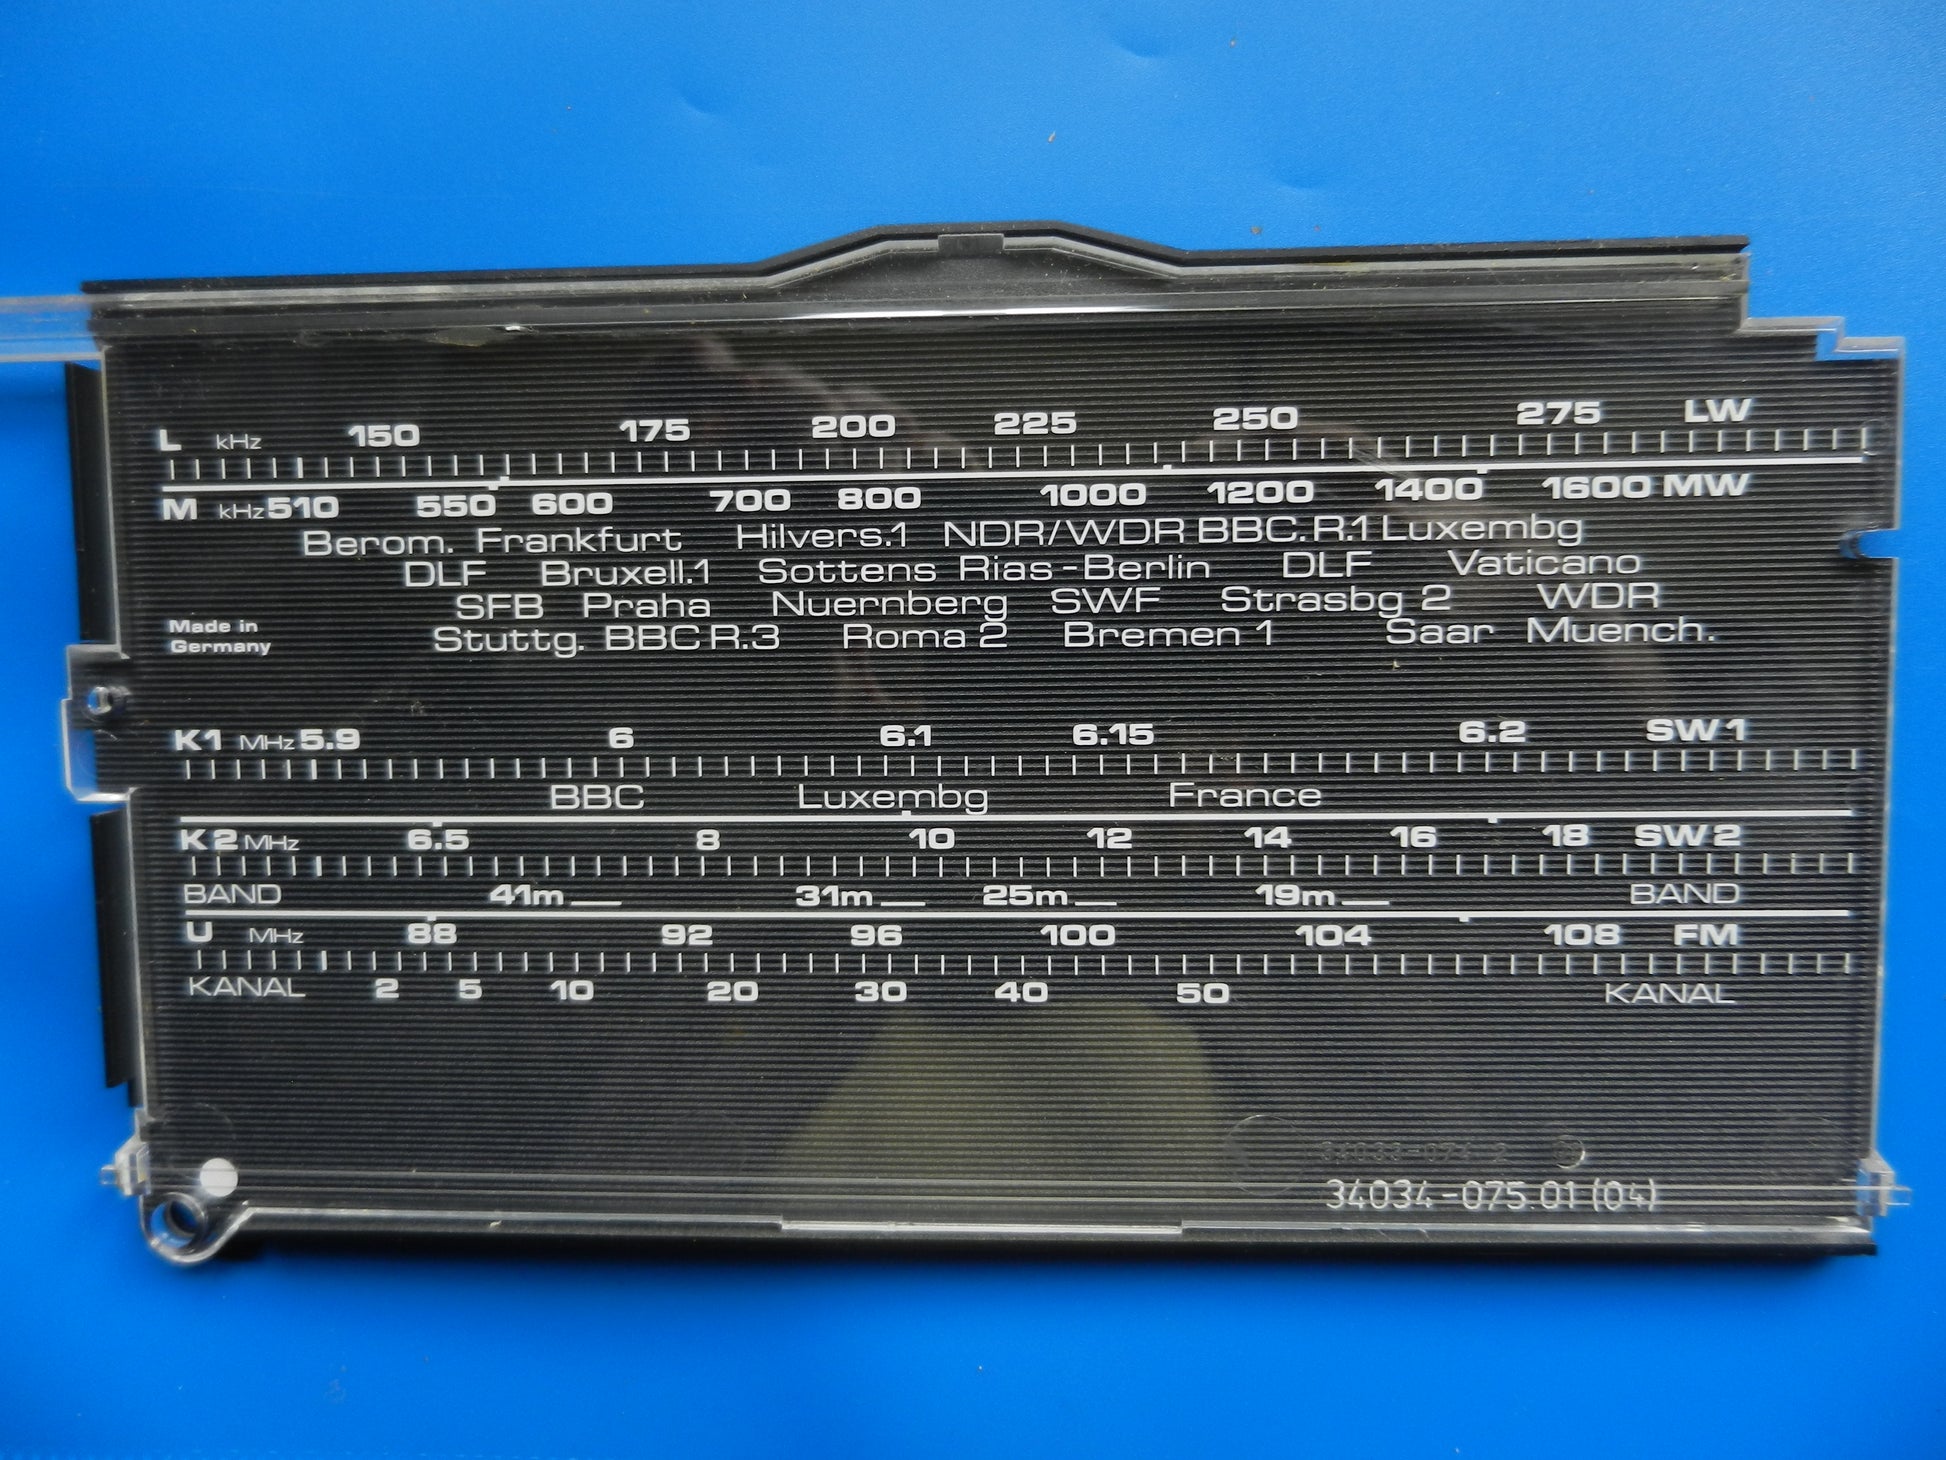 L kHz 150 175 200 225 250 275 LW
M kHz 510 550 600 700 800 1000 1200 1400 1600 MW
Berom. Frankfurt Hilvers.1 NDR/WDR BBC.R.1 Luxembg
DLF Bruxell.1 Sottens Rias-Berlin DLF Vaticano
SFB Praha Nuernberg SWF Strasbg 2 WDR
Stuttg. BBC R.3 Roma 2 Bremen 1 Saar Muench.
Made in
Germany
K1 MHz 5.9 6 6.1 6.15 6.2 SW1
BBC Luxembg France
K2 MHz 6.5 8 10 12 14 16 18 SW2
BAND 41m 31m 25m 19m BAND
U MHz 88 92 96 100 104 108 FM
KANAL 2 5 10 20 30 40 50 KANAL
34034-075.01 (04)